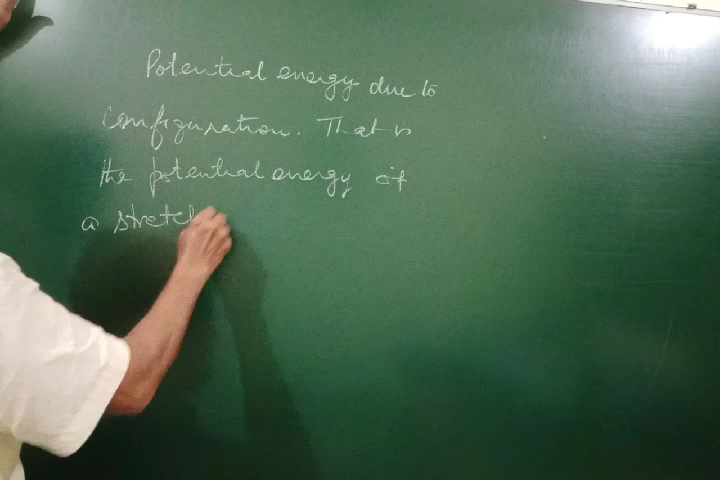 Potential energy due to
configuration. That is
the potential energy of
a stretch